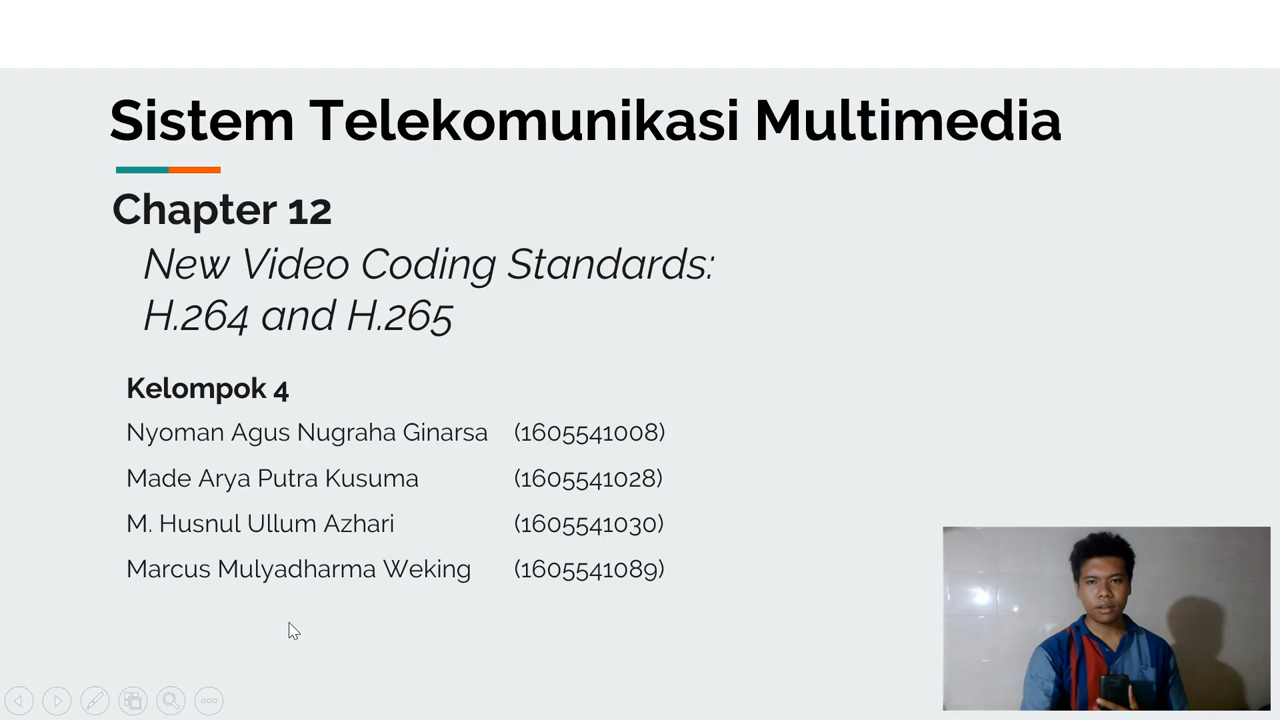 Sistem Telekomunikasi Multimedia
Chapter 12
New Video Coding Standards:
H.264 and H.265
Kelompok 4
Nyoman Agus Nugraha Ginarsa (1605541008)
Made Arya Putra Kusuma (1605541028)
M. Husnul Ullum Azhari (1605541030)
Marcus Mulyadharma Weking (1605541089)